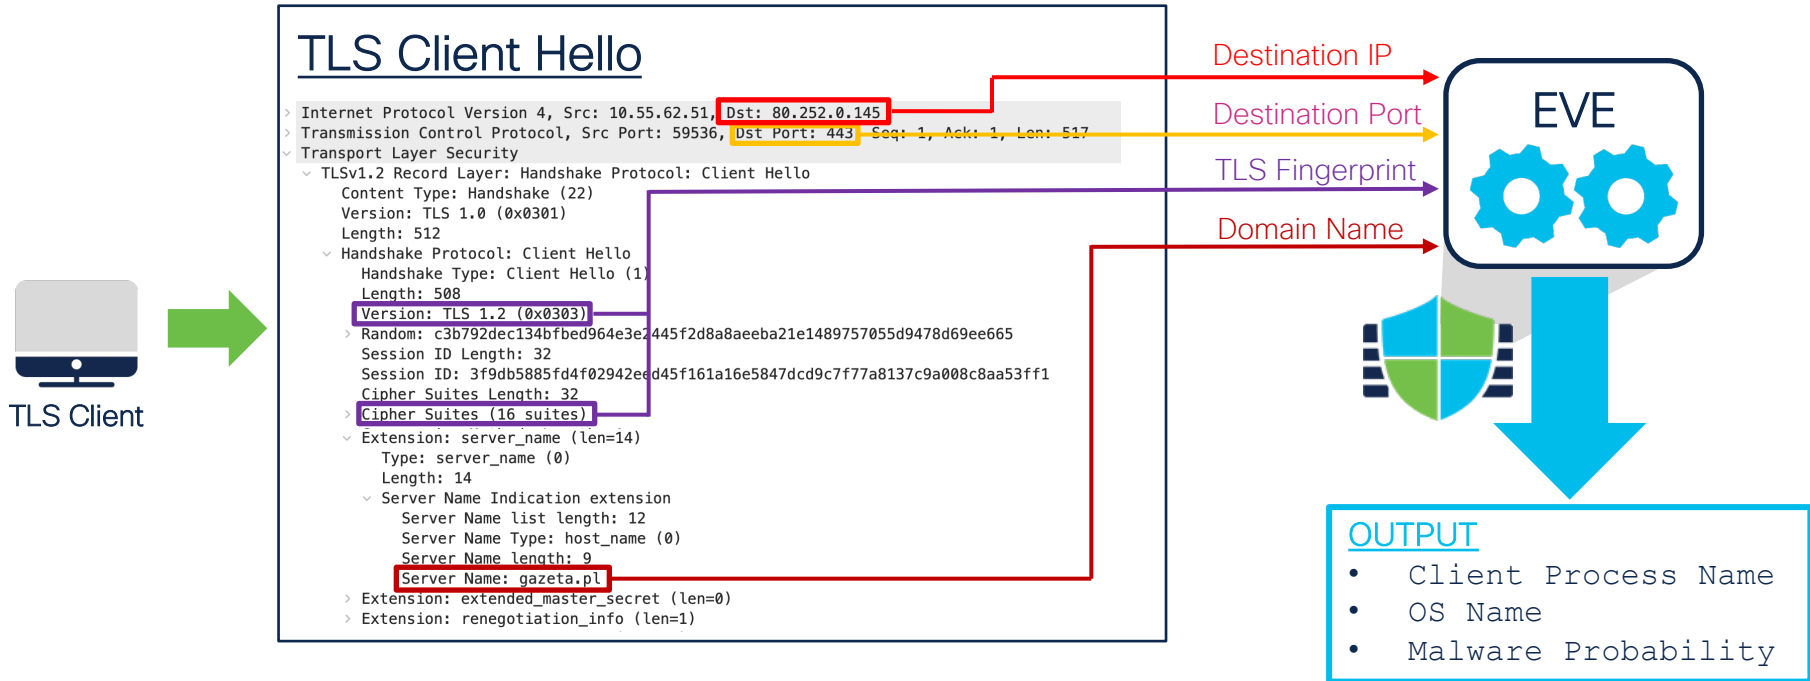 TLS Client Hello
Internet Protocol Version 4, Src: 10.55.62.51, Dst: 80.252.0.145
Transmission Control Protocol, Src Port: 59536, Dst Port: 443, Seq: 1, Ack: 1, Len: 517
Transport Layer Security
TLSv1.2 Record Layer: Handshake Protocol: Client Hello
Content Type: Handshake (22)
Version: TLS 1.0 (0x0301)
Length: 512
Handshake Protocol: Client Hello
Handshake Type: Client Hello (1)
Length: 508
Version: TLS 1.2 (0x0303)
Random: c3b792dec134bfbed964e3e2445f2d8a8aeeba21e1489757055d9478d69ee665
Session ID Length: 32
Session ID: 3f9db5885fd4f02942eed45f161a16e5847dcd9c7f77a8137c9a008c8aa53ff1
Cipher Suites Length: 32
Cipher Suites (16 suites)
Extension: server_name (len=14)
Type: server_name (0)
Length: 14
Server Name Indication extension
Server Name list length: 12
Server Name Type: host_name (0)
Server Name length: 9
Server Name: gazeta.pl
Extension: extended_master_secret (len=0)
Extension: renegotiation_info (len=1)
TLS Client
Destination IP
Destination Port
TLS Fingerprint
Domain Name
EVE
OUTPUT
• Client Process Name
• OS Name
• Malware Probability